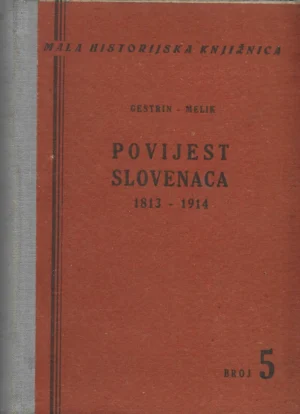 MALA HISTORIJSKA KNJIŽNICA
GESTRIN - MELIK
POVIJEST
SLOVENACA
1813 - 1914
BROJ 5